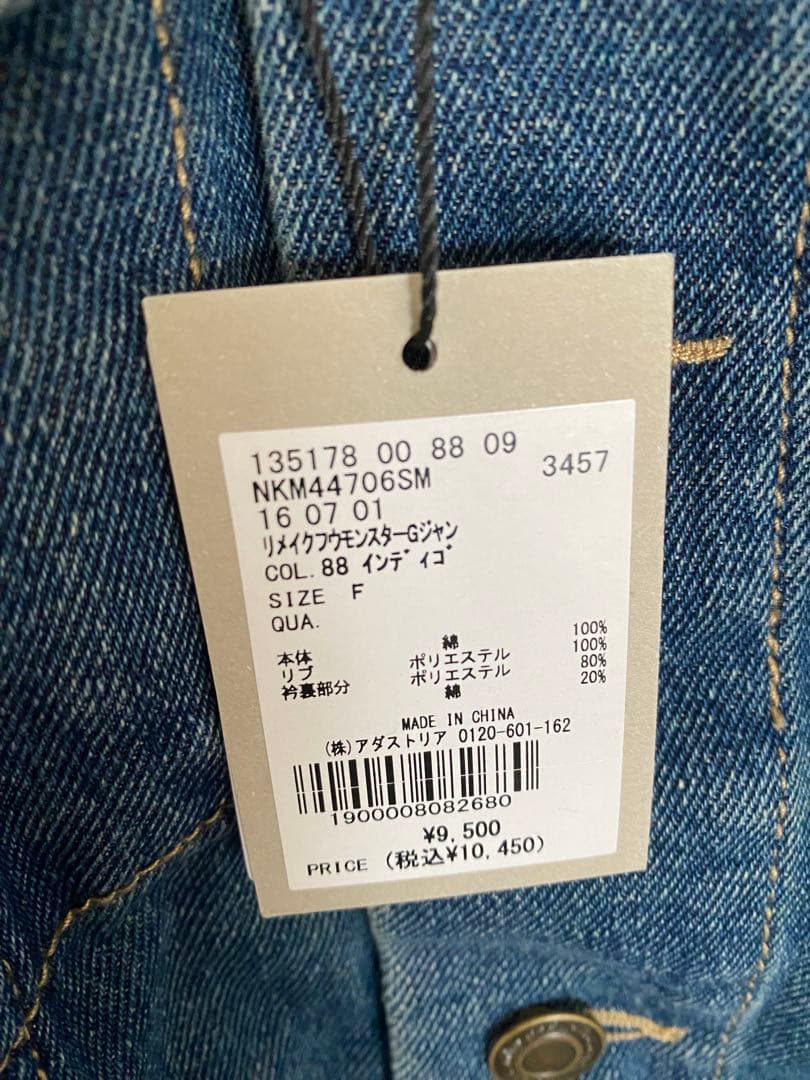 135178 00 88 09
3457
NKM44706SM
16 07 01
リメイクフウモンスターGジャン
COL. 88 インディゴ
SIZE F
QUA.
本体 綿 100%
リブ ポリエステル 100%
衿裏部分 ポリエステル 80%
綿 20%
MADE IN CHINA
(株)アダストリア 0120-601-162
1900008082680
¥9,500
PRICE (税込¥10,450)